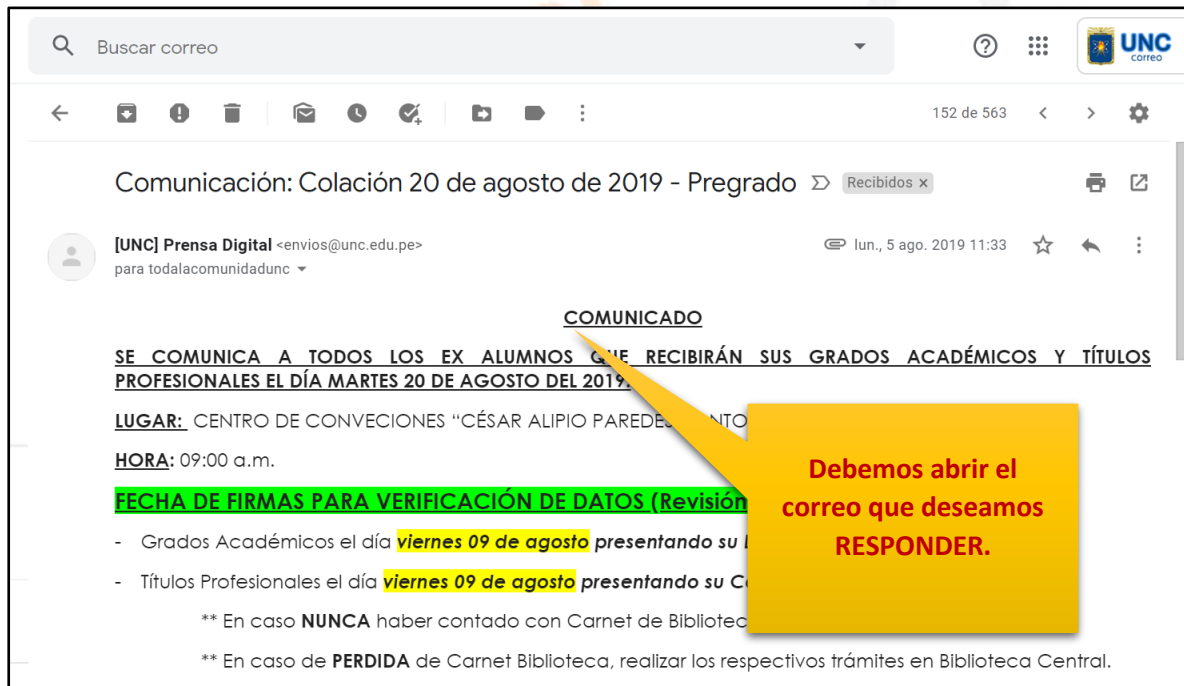 Buscar correo
UNC
correo
152 de 563
Comunicación: Colación 20 de agosto de 2019 - Pregrado Recibidos x
[UNC] Prensa Digital <envios@unc.edu.pe> lun., 5 ago. 2019 11:33
para todalacomunidadunc
COMUNICADO
SE COMUNICA A TODOS LOS EX ALUMNOS QUE RECIBIRÁN SUS GRADOS ACADÉMICOS Y TÍTULOS
PROFESIONALES EL DÍA MARTES 20 DE AGOSTO DEL 2019.
LUGAR: CENTRO DE CONVECIONES “CÉSAR ALIPIO PAREDES
HORA: 09:00 a.m.
FECHA DE FIRMAS PARA VERIFICACIÓN DE DATOS (Revisión
- Grados Académicos el día viernes 09 de agosto presentando su
- Títulos Profesionales el día viernes 09 de agosto presentando su
** En caso NUNCA haber contado con Carnet de
** En caso de PERDIDA de Carnet Biblioteca, realizar los respectivos trámites en Biblioteca Central.
Debemos abrir el
correo que deseamos
RESPONDER.